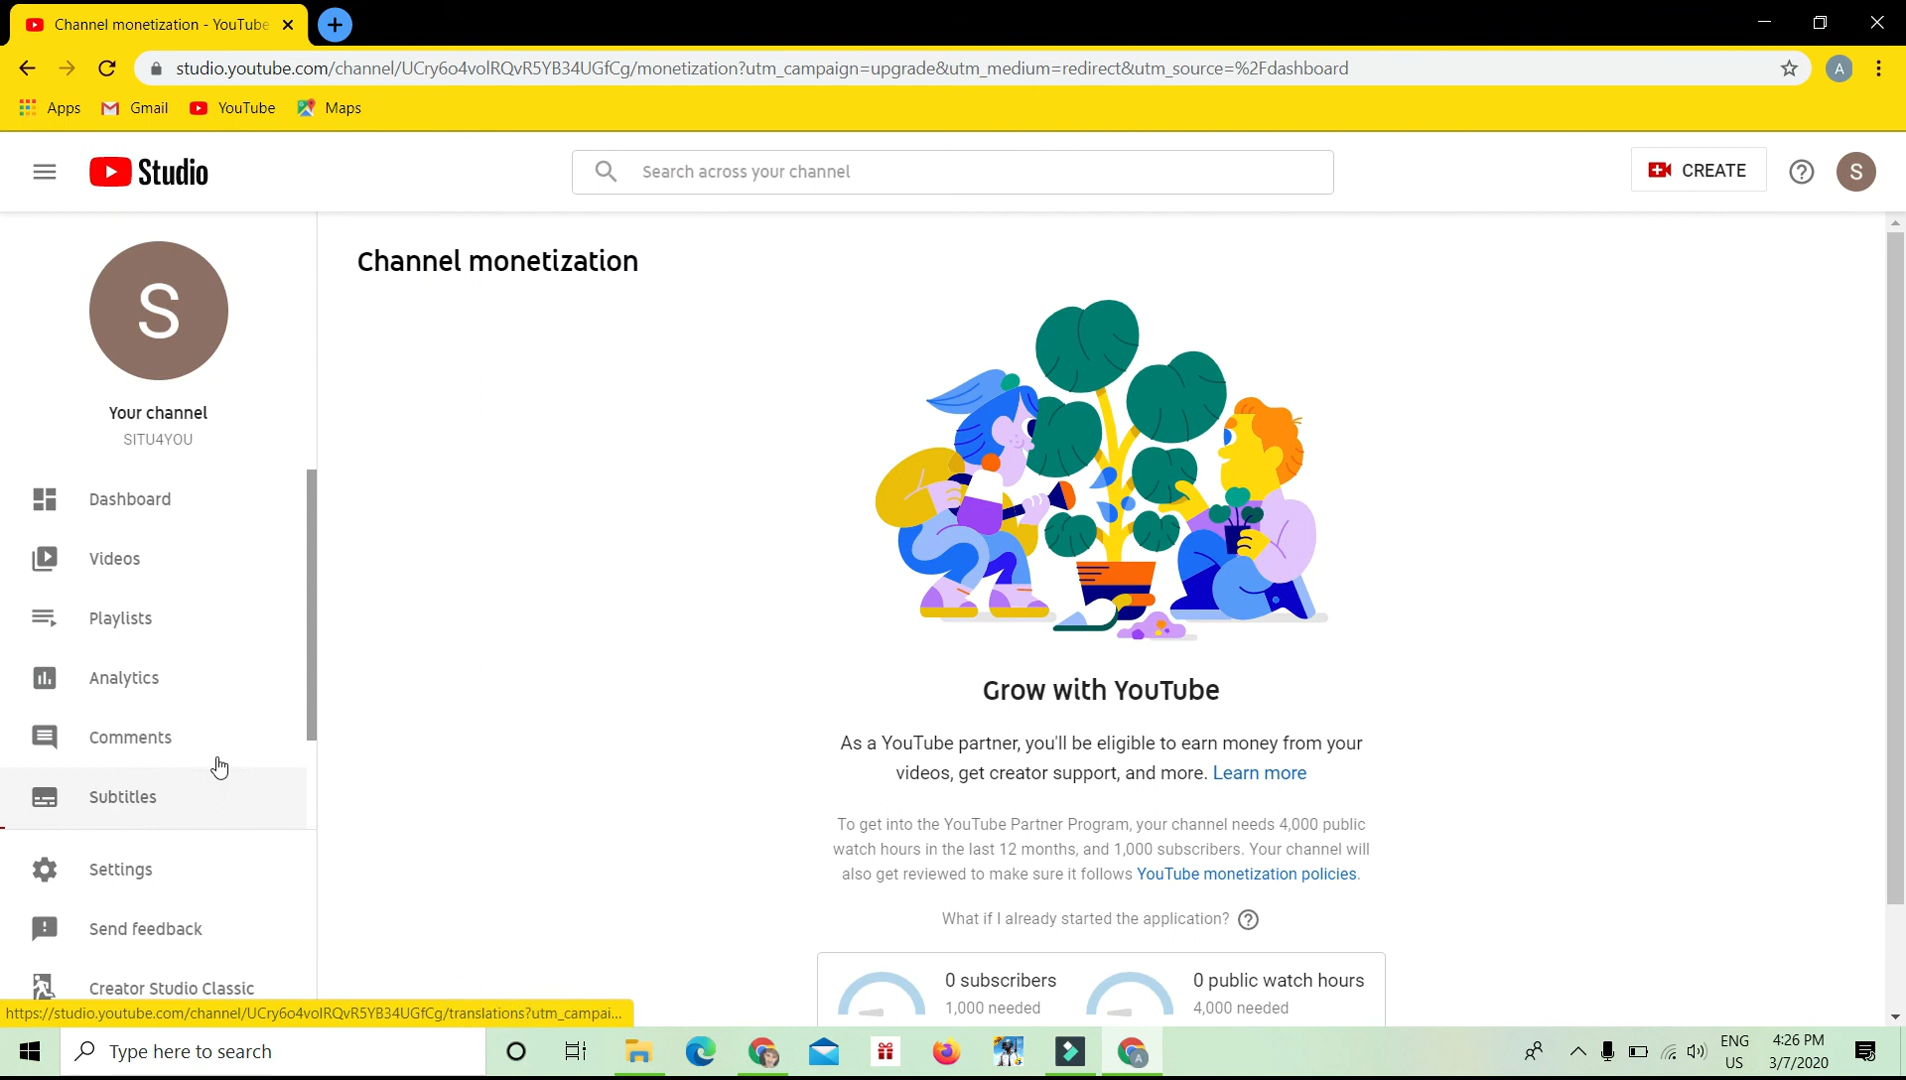 Channel monetization - YouTube
studio.youtube.com/channel/UCry6o4volRQvR5YB34UGfCg/monetization?utm_campaign=upgrade&utm_medium=redirect&utm_source=%2Fdashboard
A
Apps Gmail YouTube Maps
Studio
Search across your channel
CREATE
S
S
Your channel
SITU4YOU
Dashboard
Videos
Playlists
Analytics
Comments
Subtitles
Settings
Send feedback
Creator Studio Classic
Channel monetization
Grow with YouTube
As a YouTube partner, you'll be eligible to earn money from your
videos, get creator support, and more. Learn more
To get into the YouTube Partner Program, your channel needs 4,000 public
watch hours in the last 12 months, and 1,000 subscribers. Your channel will
also get reviewed to make sure it follows YouTube monetization policies.
What if I already started the application?
0 subscribers
1,000 needed
0 public watch hours
4,000 needed
https://studio.youtube.com/channel/UCry6o4volRQvR5YB34UGfCg/translations?utm_campai...
Type here to search
A
ENG
US
4:26 PM
3/7/2020